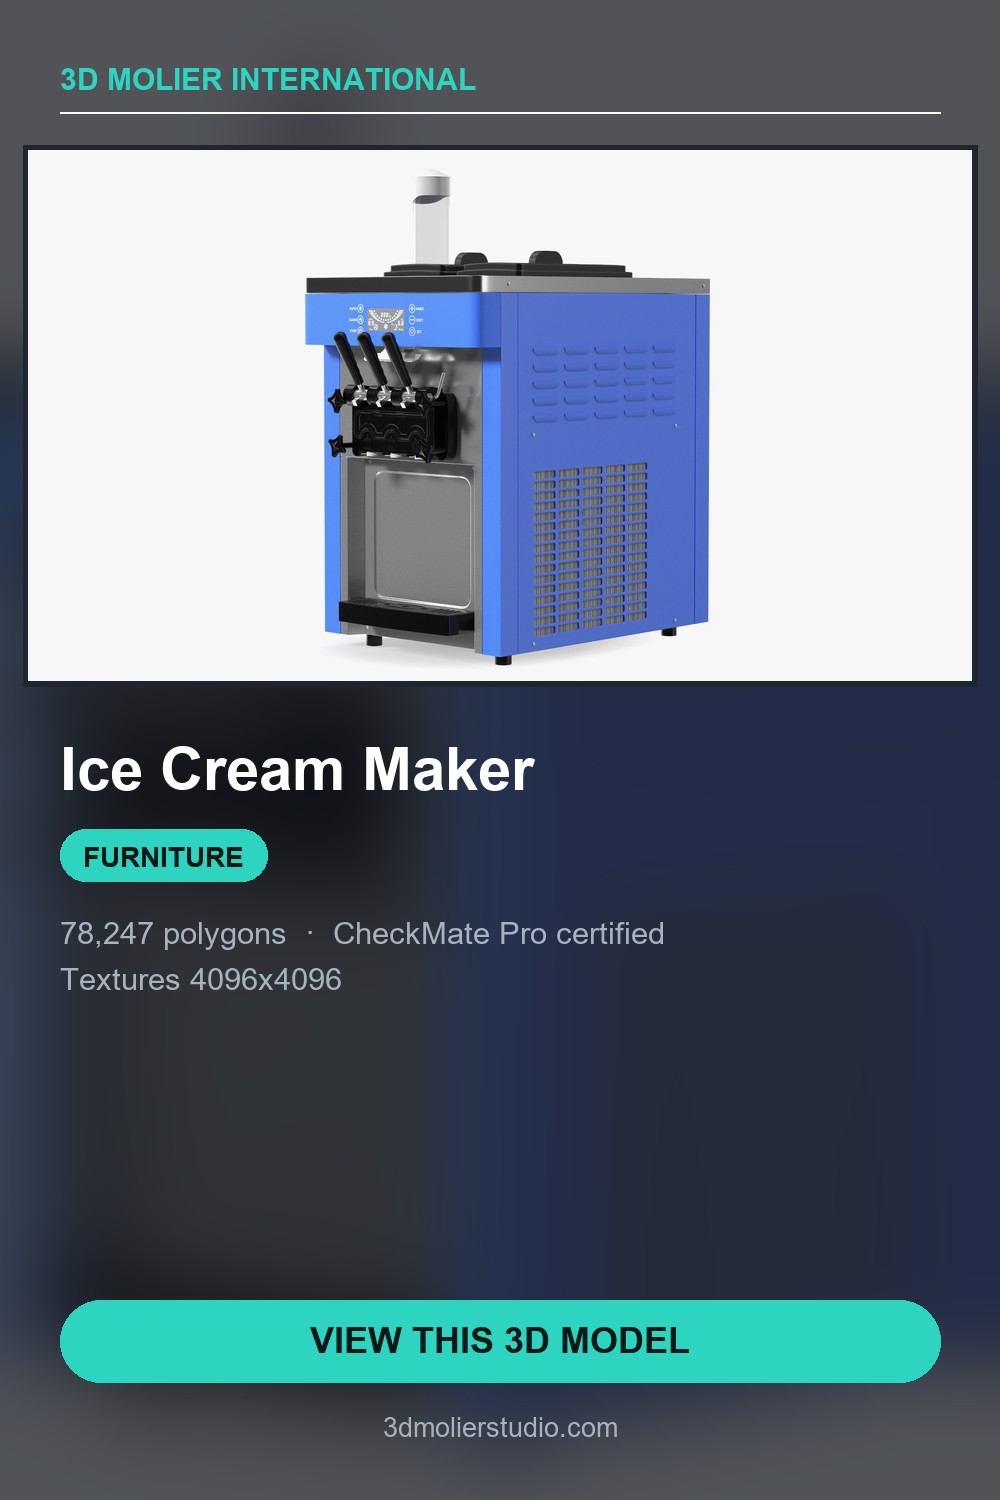 3D MOLIER INTERNATIONAL
Ice Cream Maker
FURNITURE
78,247 polygons · CheckMate Pro certified
Textures 4096x4096
VIEW THIS 3D MODEL
3dmolierstudio.com